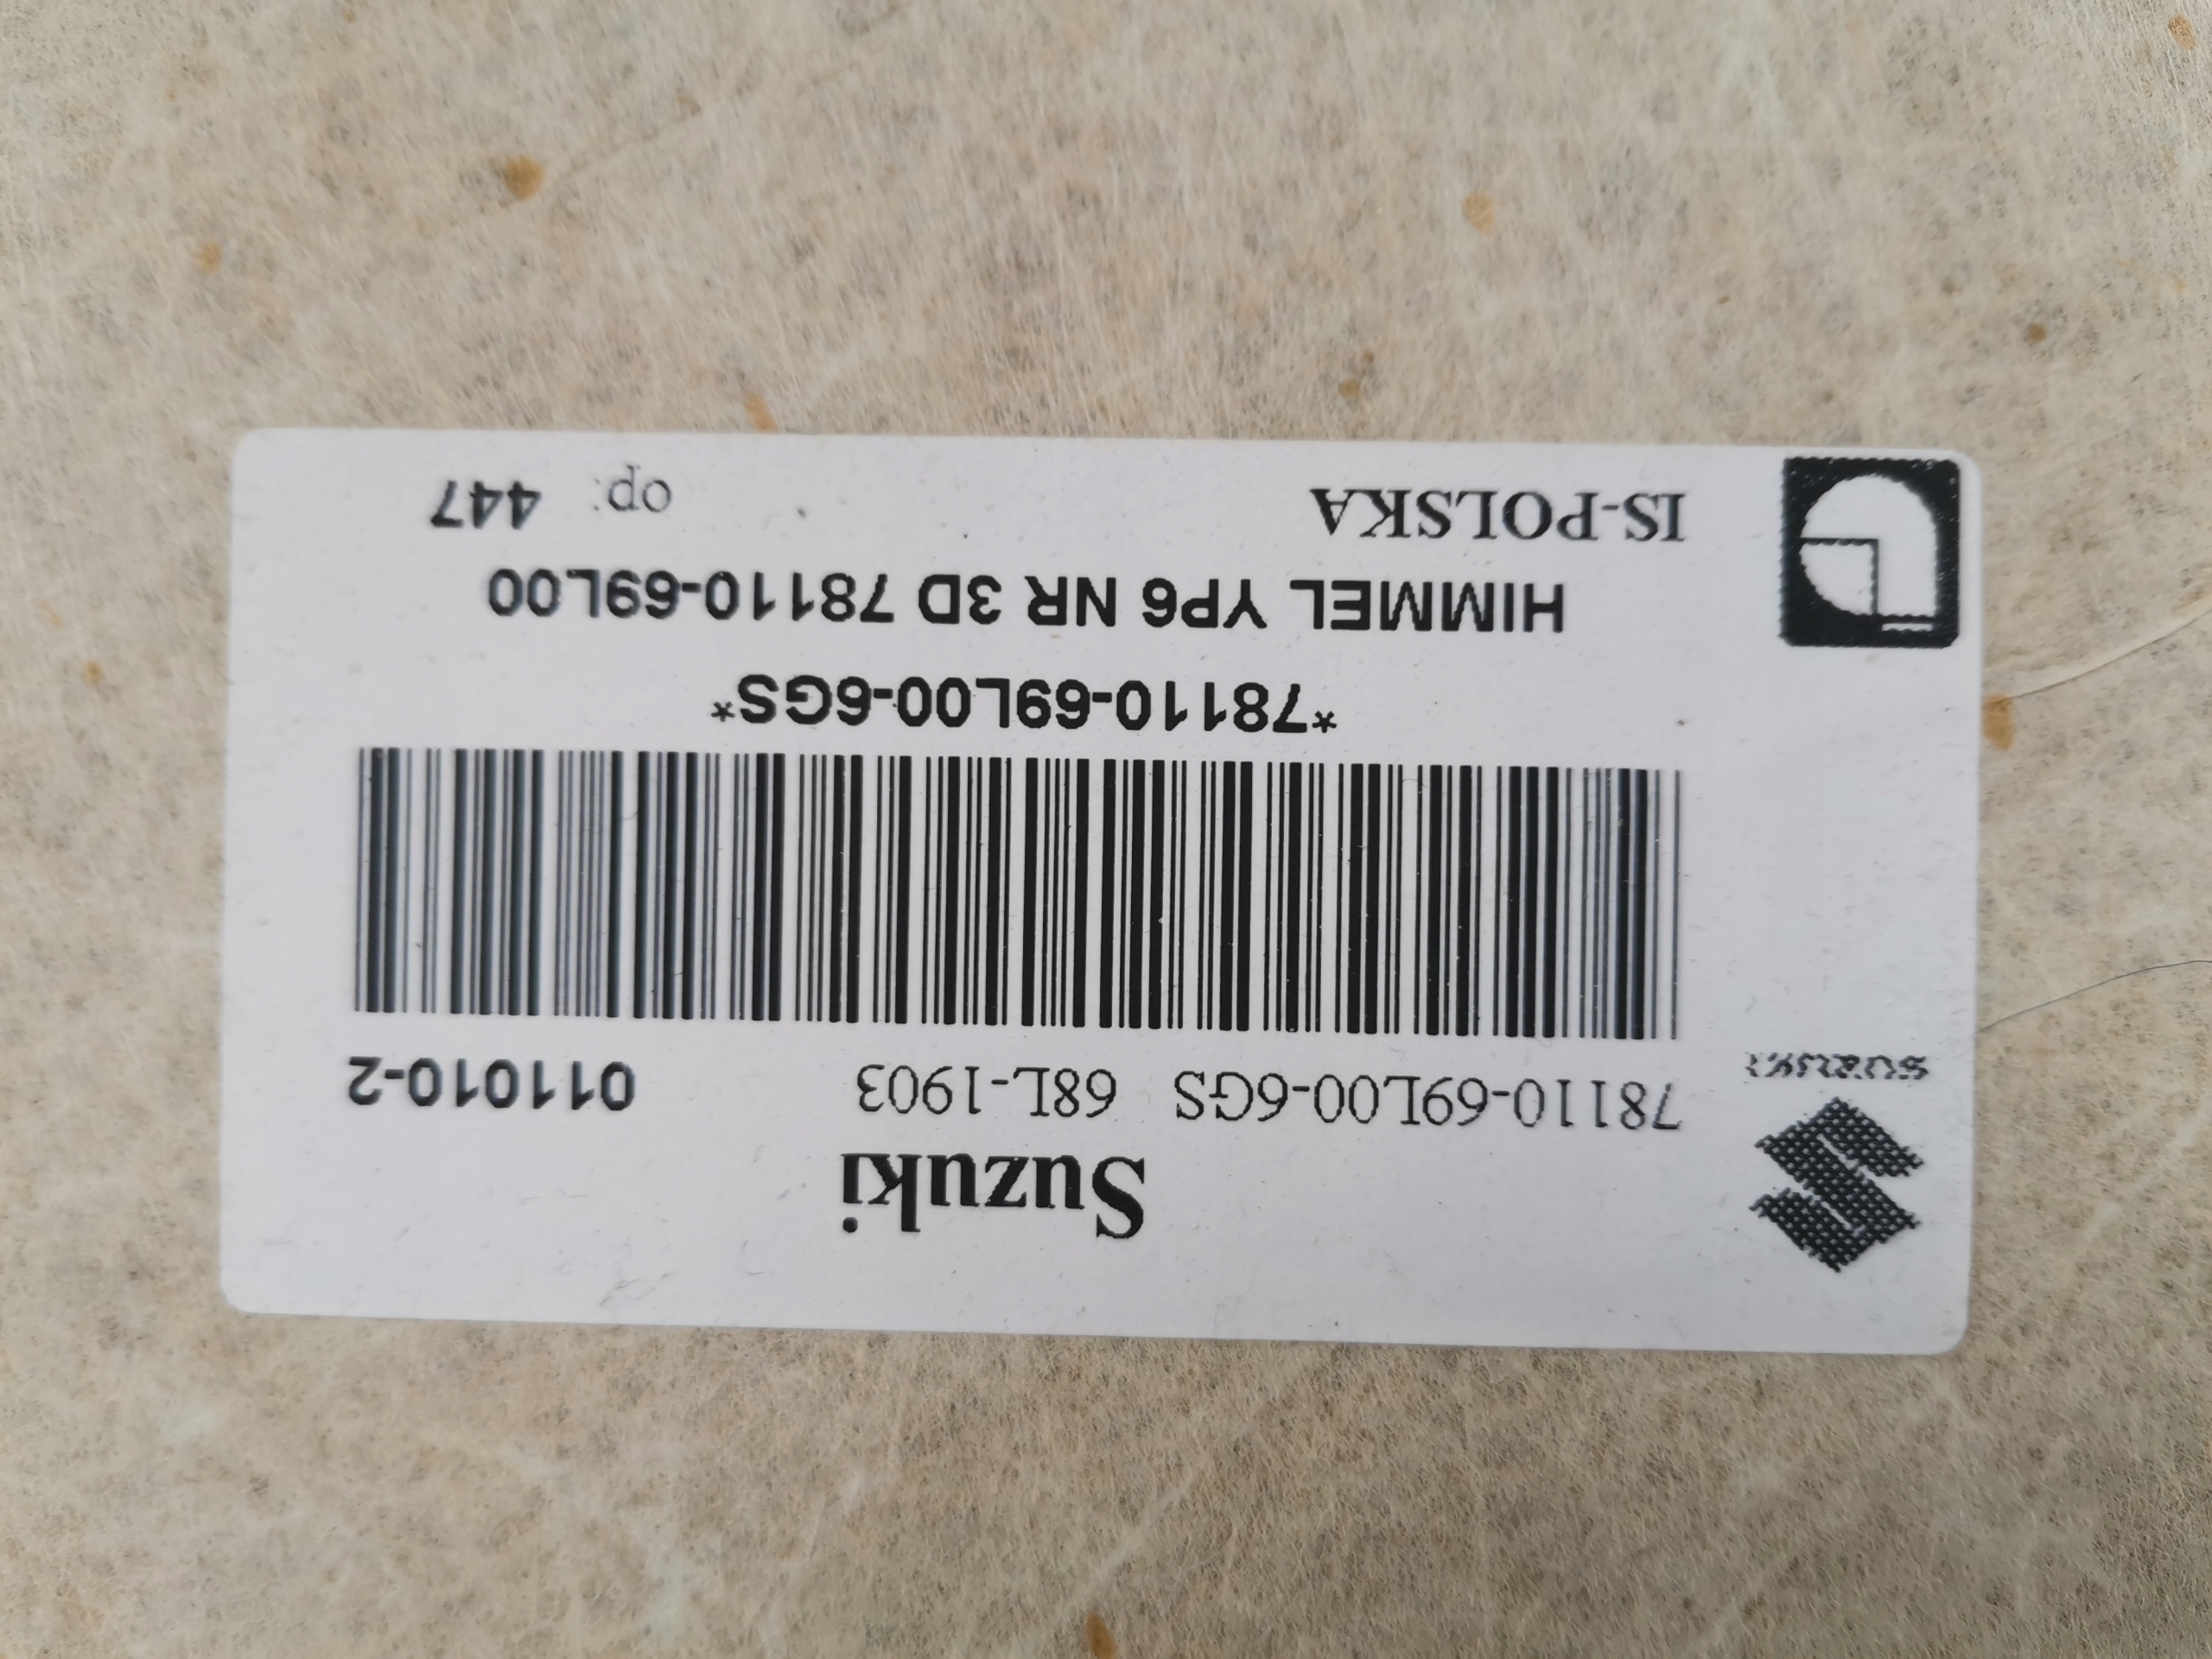 Suzuki
78110-69L00-6GS 68L-1903 011010-2
SUZUKI
*78110-69L00-6GS*
HIMMEL YP6 NR 3D 78110-69L00
IS-POLSKA op: 447